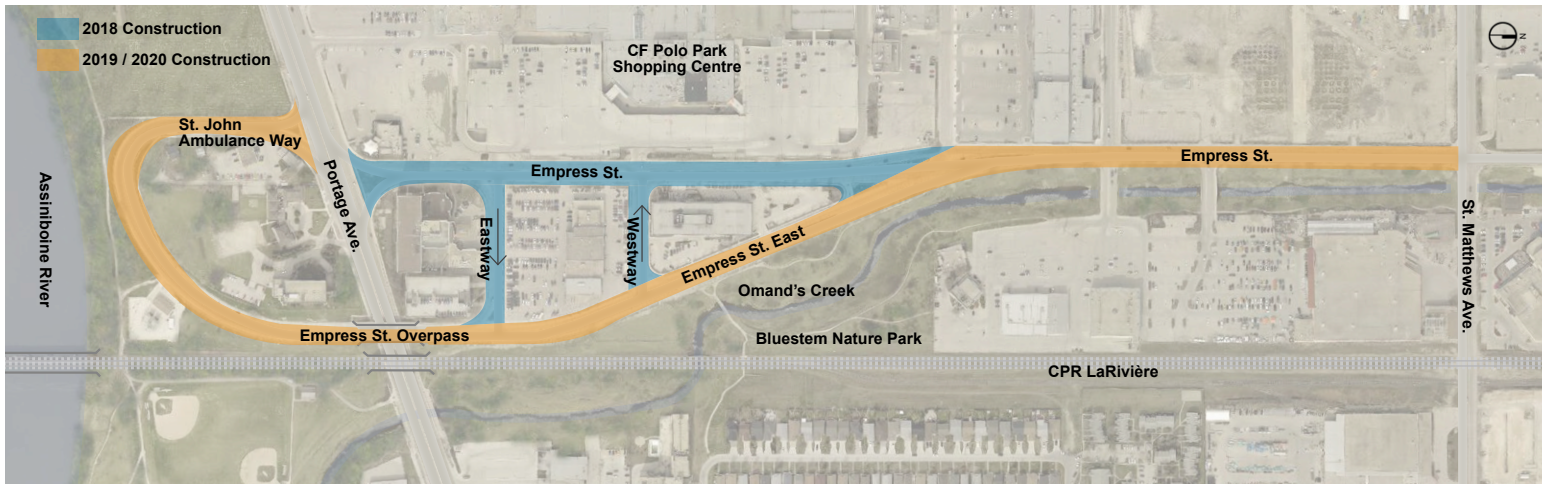 2018 Construction
2019 / 2020 Construction
CF Polo Park
Shopping Centre
N
St. John
Ambulance Way
Portage Ave.
Empress St.
Empress St.
Assiniboine River
Eastway
Westway
Empress St. East
St. Matthews Ave.
Omand's Creek
Empress St. Overpass
Bluestem Nature Park
CPR LaRivière